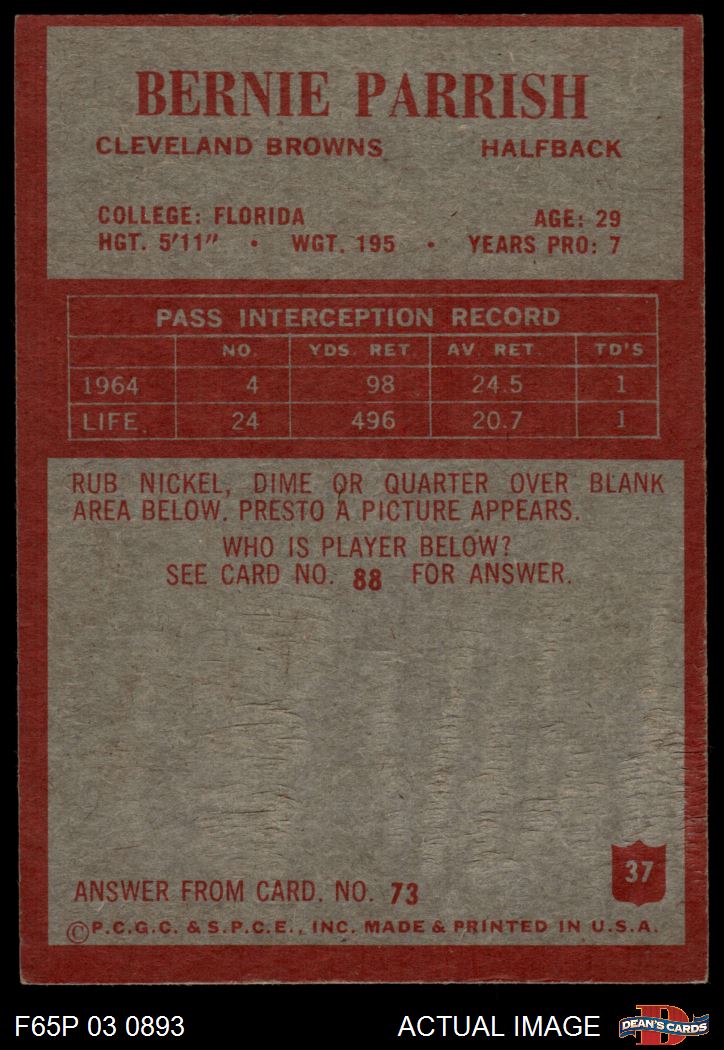 BERNIE PARRISH
CLEVELAND BROWNS HALFBACK
COLLEGE: FLORIDA AGE: 29
HGT. 5'11" • WGT. 195 • YEARS PRO: 7
PASS INTERCEPTION RECORD
NO. YDS. RET AV. RET. TD'S
1964 4 98 24.5 1
LIFE. 24 496 20.7 1
RUB NICKEL, DIME OR QUARTER OVER BLANK
AREA BELOW. PRESTO A PICTURE APPEARS.
WHO IS PLAYER BELOW?
SEE CARD NO. 88 FOR ANSWER.
37
ANSWER FROM CARD. NO. 73
©P.C.G.C. & S.P.C.E., INC. MADE & PRINTED IN U.S.A.
F65P 03 0893 ACTUAL IMAGE
D
DEAN'S CARDS